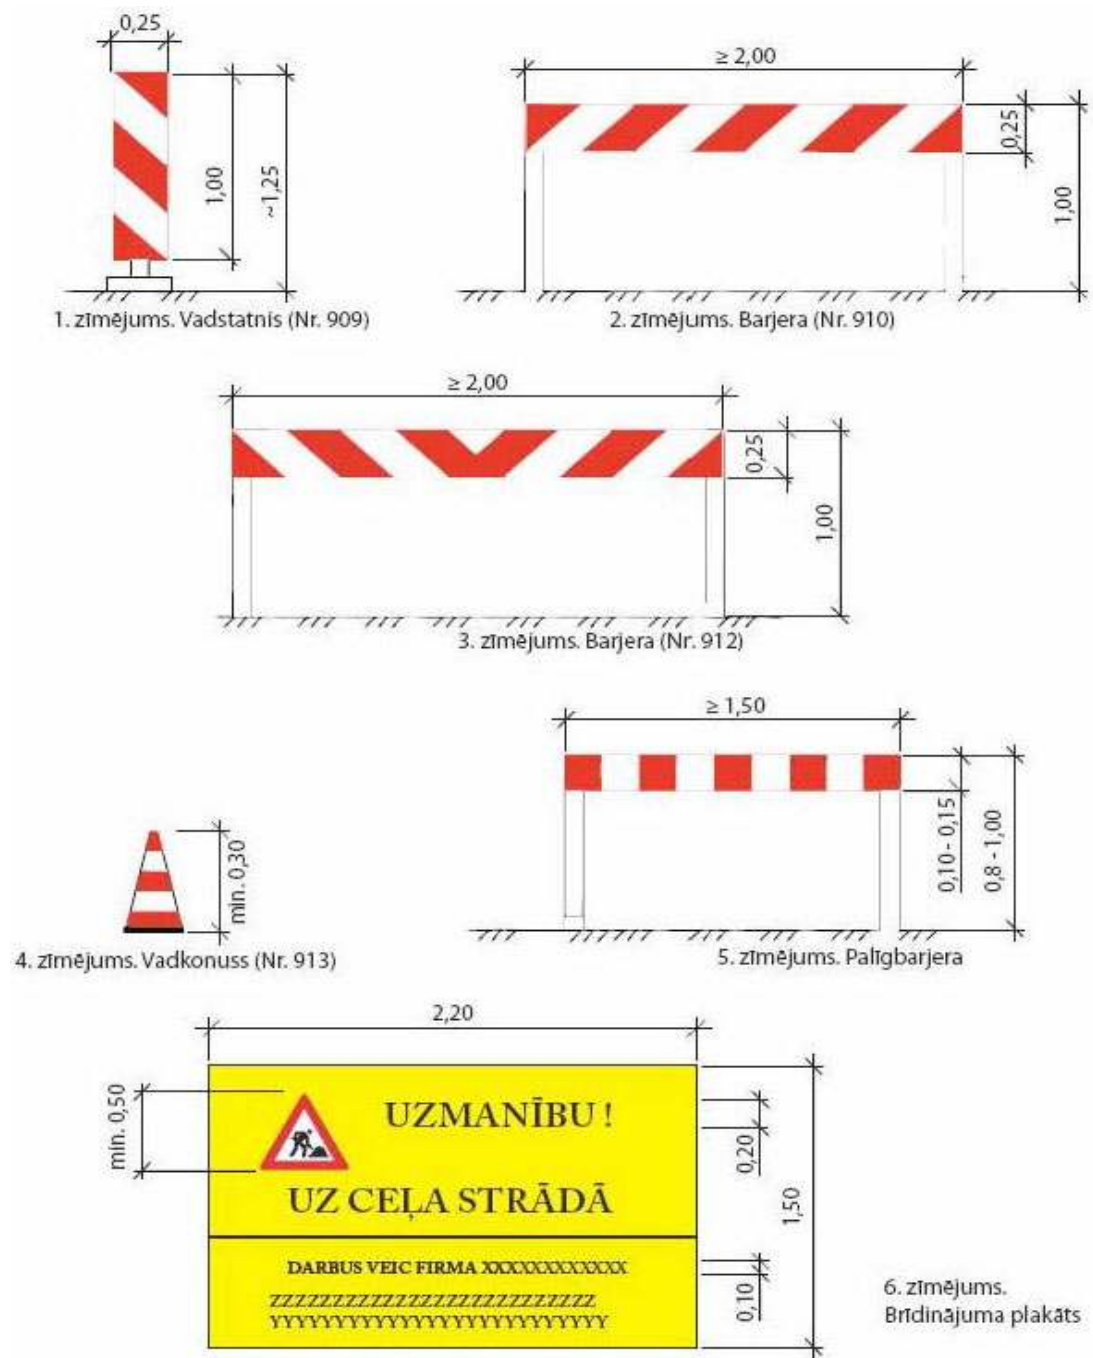 0,25
1,00
~1,25
1. zīmējums. Vadstatnis (Nr. 909)
≥ 2,00
0,25
1,00
2. zīmējums. Barjera (Nr. 910)
≥ 2,00
0,25
1,00
3. zīmējums. Barjera (Nr. 912)
min. 0,30
4. zīmējums. Vadkonuss (Nr. 913)
≥ 1,50
0,10 - 0,15
0,8 - 1,00
5. zīmējums. Palīgbarjera
2,20
min. 0,50
UZMANĪBU !
0,20
UZ CEĻA STRĀDĀ
1,50
DARBUS VEIC FIRMA XXXXXXXXXXXXX
0,10
ZZZZZZZZZZZZZZZZZZZZZZZZZZ
YYYYYYYYYYYYYYYYYYYYYYYYYY
6. zīmējums.
Brīdinājuma plakāts